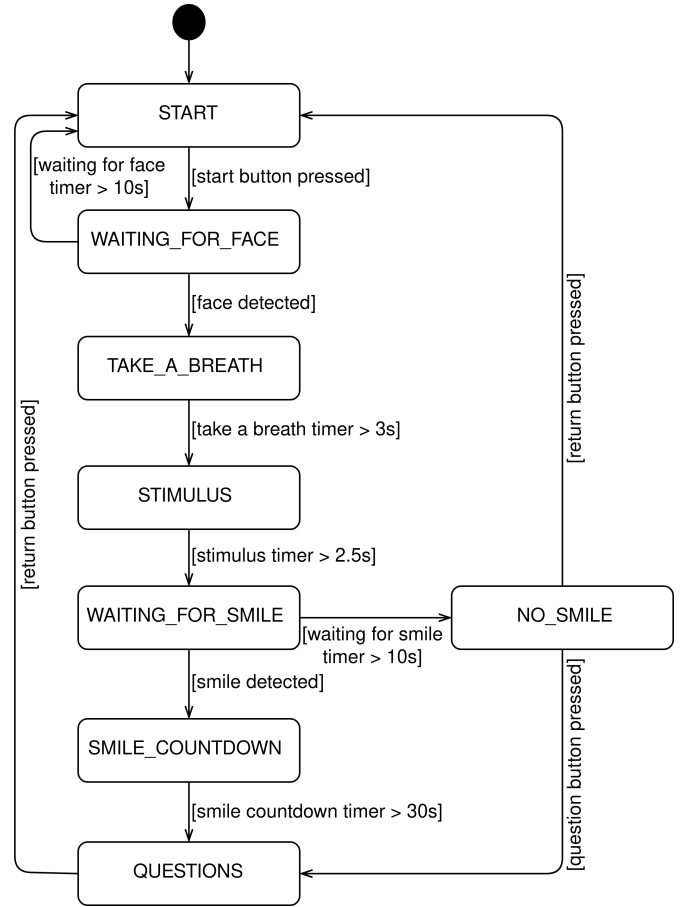 START
[waiting for face
timer > 10s]
[start button pressed]
WAITING_FOR_FACE
[face detected]
TAKE_A_BREATH
[take a breath timer > 3s]
[return button pressed]
[return button pressed]
STIMULUS
[stimulus timer > 2.5s]
WAITING_FOR_SMILE
NO_SMILE
[waiting for smile
timer > 10s]
[smile detected]
SMILE_COUNTDOWN
[question button pressed]
[smile countdown timer > 30s]
QUESTIONS